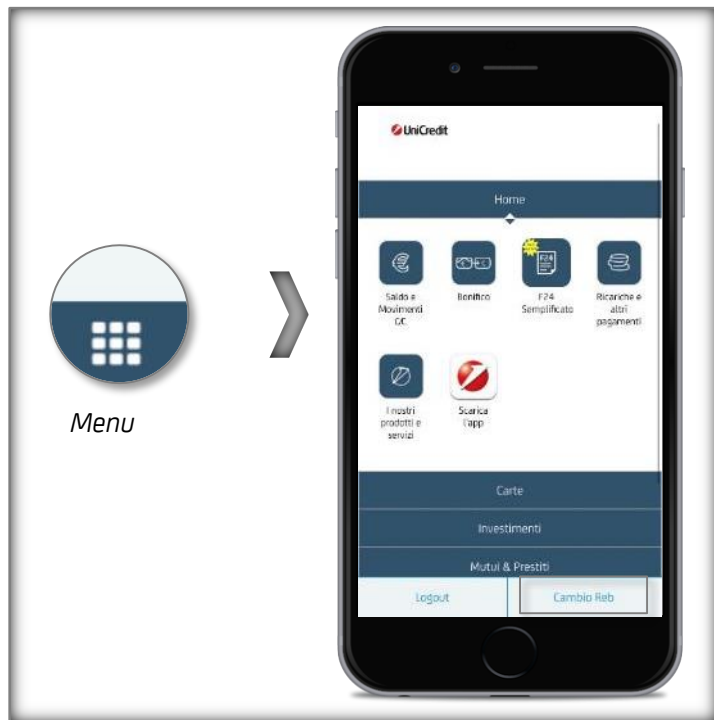 UniCredit
Home
€
F24
Saldo e
Movimenti
CC
Bonifico
F24
Semplificato
Ricariche e
altri
pagamenti
I nostri
prodotti e
servizi
Scarica
l'app
Menu
Carte
Investimenti
Mutui & Prestiti
Logout
Cambio Reb